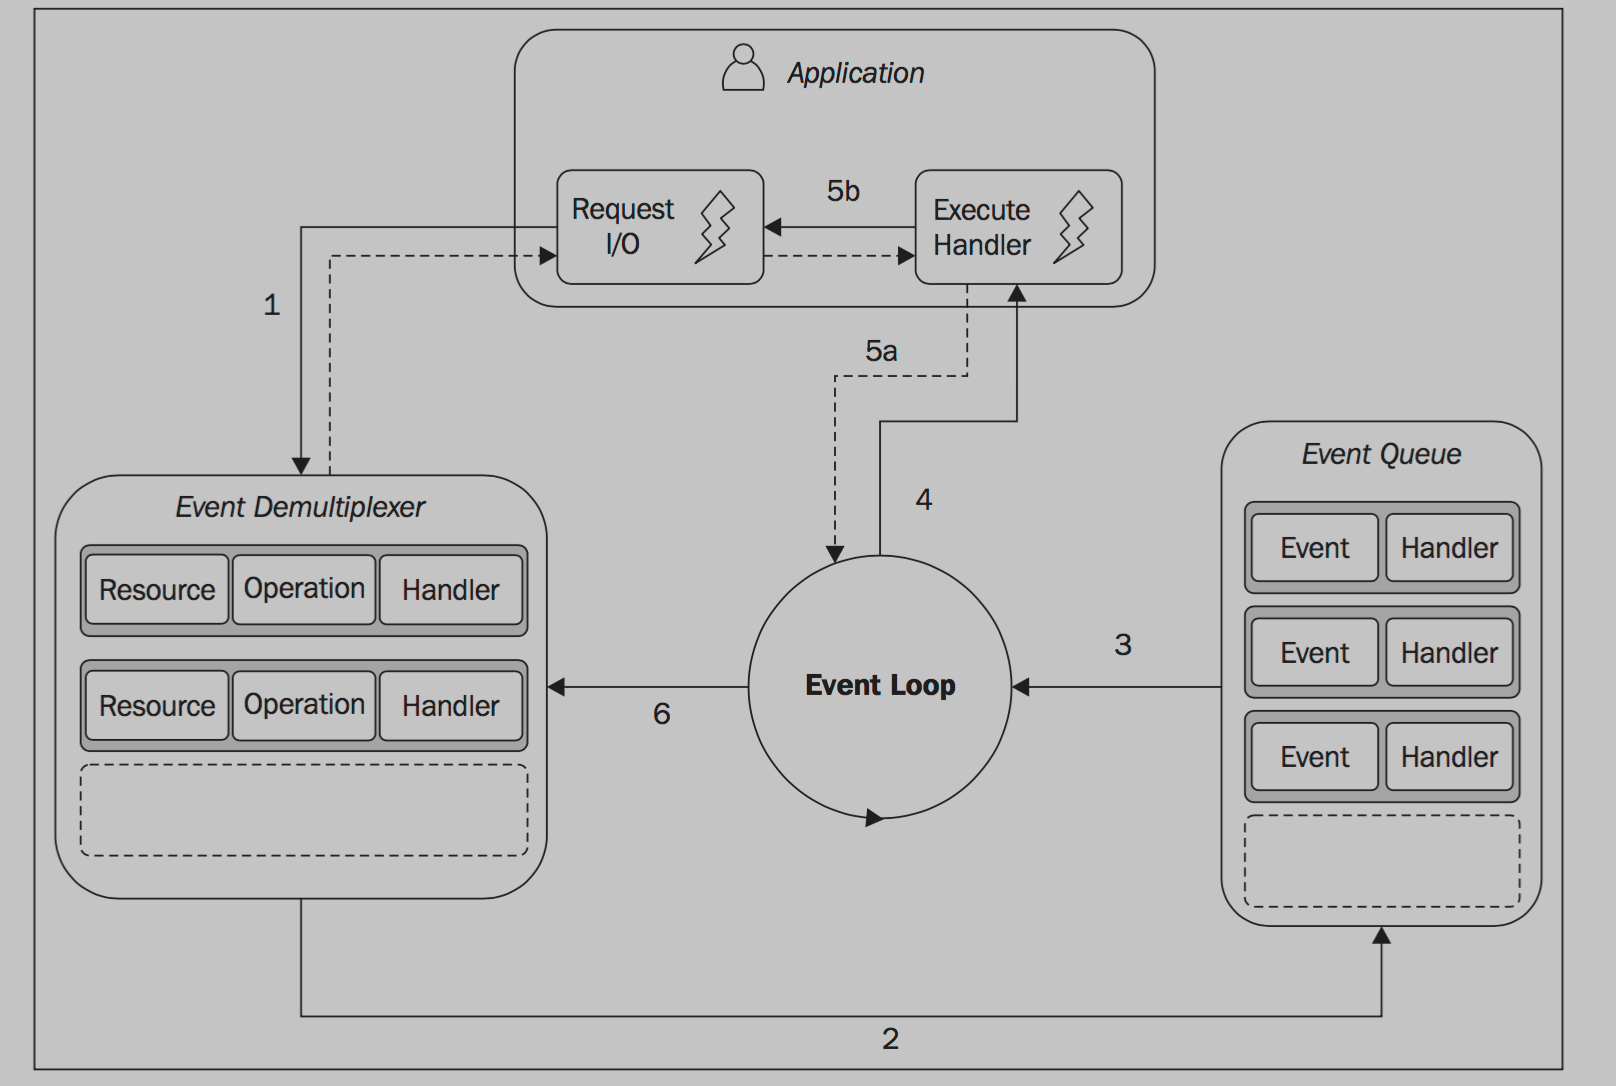 Application
Request
I/O
5b
Execute
Handler
1
5a
4
Event Demultiplexer
Resource Operation Handler
Resource Operation Handler
Event Loop
6
3
Event Queue
Event Handler
Event Handler
Event Handler
2